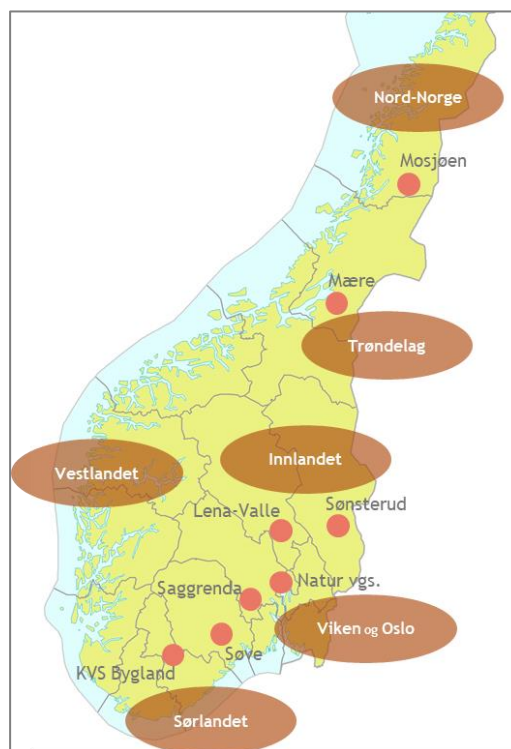 Nord-Norge
Mosjøen
Mære
Trøndelag
Innlandet
Vestlandet
Sønsterud
Lena-Valle
Natur vgs.
Saggrenda
Viken og Oslo
Søve
KVS Bygland
Sørlandet